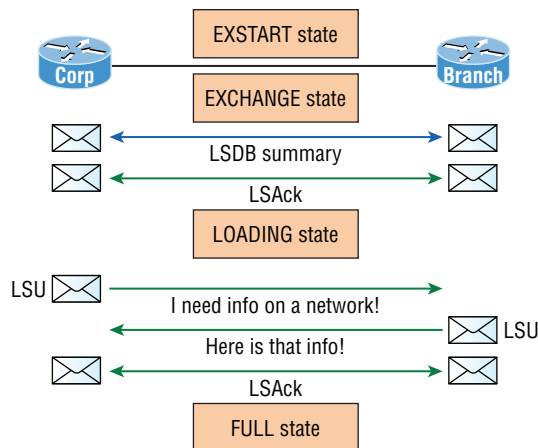 EXSTART state
Corp
Branch
EXCHANGE state
LSDB summary
LSAck
LOADING state
LSU
I need info on a network!
LSU
Here is that info!
LSAck
FULL state